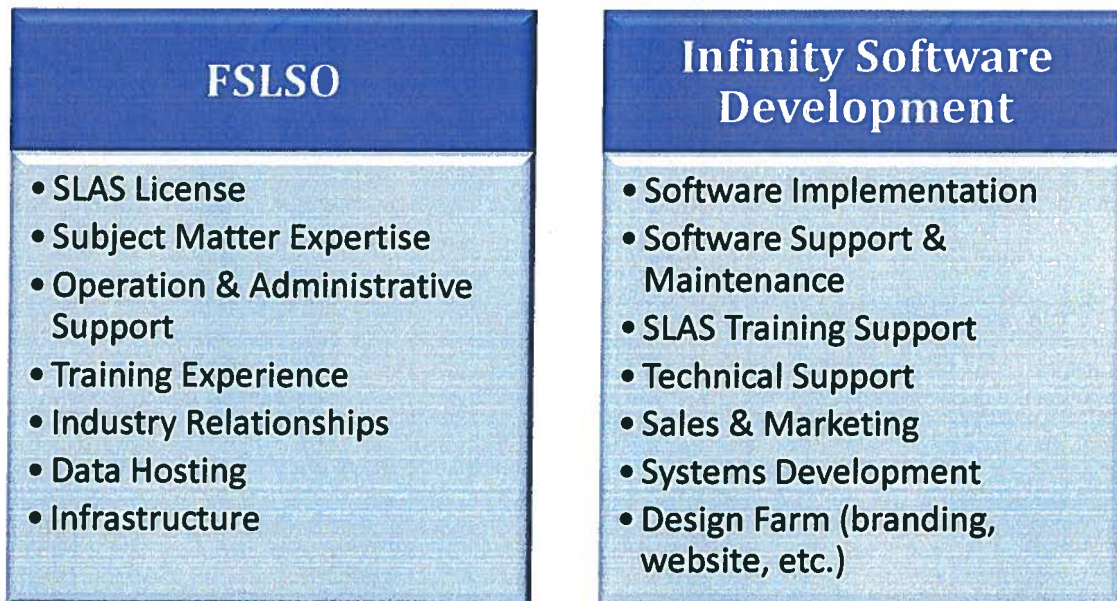 FSLSO
• SLAS License
• Subject Matter Expertise
• Operation & Administrative
Support
• Training Experience
• Industry Relationships
• Data Hosting
• Infrastructure
Infinity Software
Development
• Software Implementation
• Software Support &
Maintenance
• SLAS Training Support
• Technical Support
• Sales & Marketing
• Systems Development
• Design Farm (branding,
website, etc.)